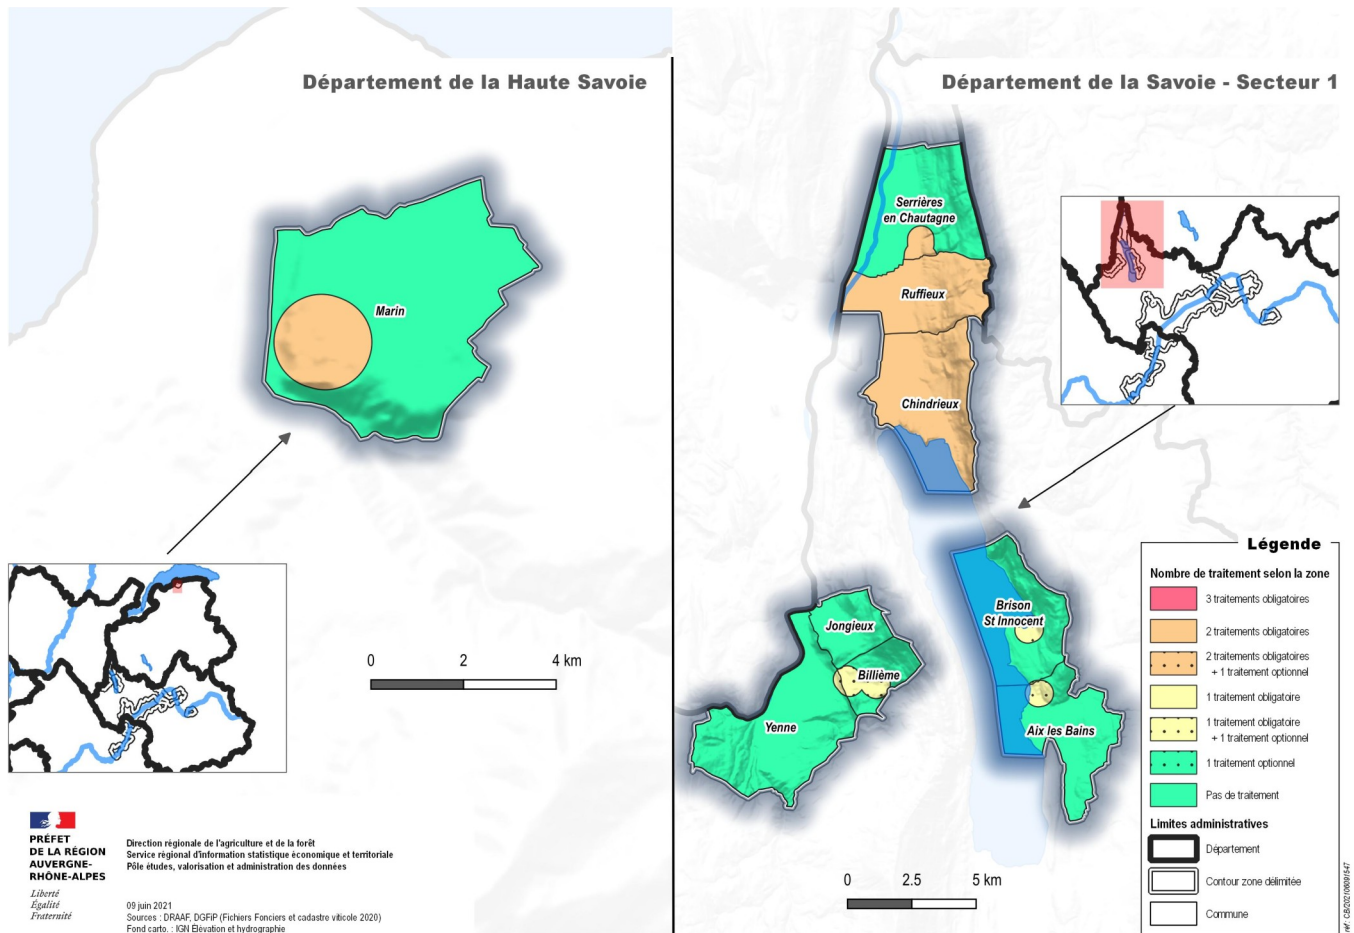 Département de la Haute Savoie
Marin
0 2 4 km
PRÉFET
DE LA RÉGION
AUVERGNE-
RHÔNE-ALPES
Liberté
Égalité
Fraternité
Direction régionale de l'agriculture et de la forêt
Service régional d'information statistique économique et territoriale
Pôle études, valorisation et administration des données
09 juin 2021
Sources : DRAAF, DGFiP (Fichiers Fonciers et cadastre viticole 2020)
Fond carto. : IGN Élévation et hydrographie
Département de la Savoie - Secteur 1
Serrières
en Chautagne
Ruffieux
Chindrieux
Brison
St Innocent
Jongieux
Billième
Yenne
Aix les Bains
0 2.5 5 km
Légende
Nombre de traitement selon la zone
3 traitements obligatoires
2 traitements obligatoires
2 traitements obligatoires
+ 1 traitement optionnel
1 traitement obligatoire
1 traitement obligatoire
+ 1 traitement optionnel
1 traitement optionnel
Pas de traitement
Limites administratives
Département
Contour zone délimitée
Commune